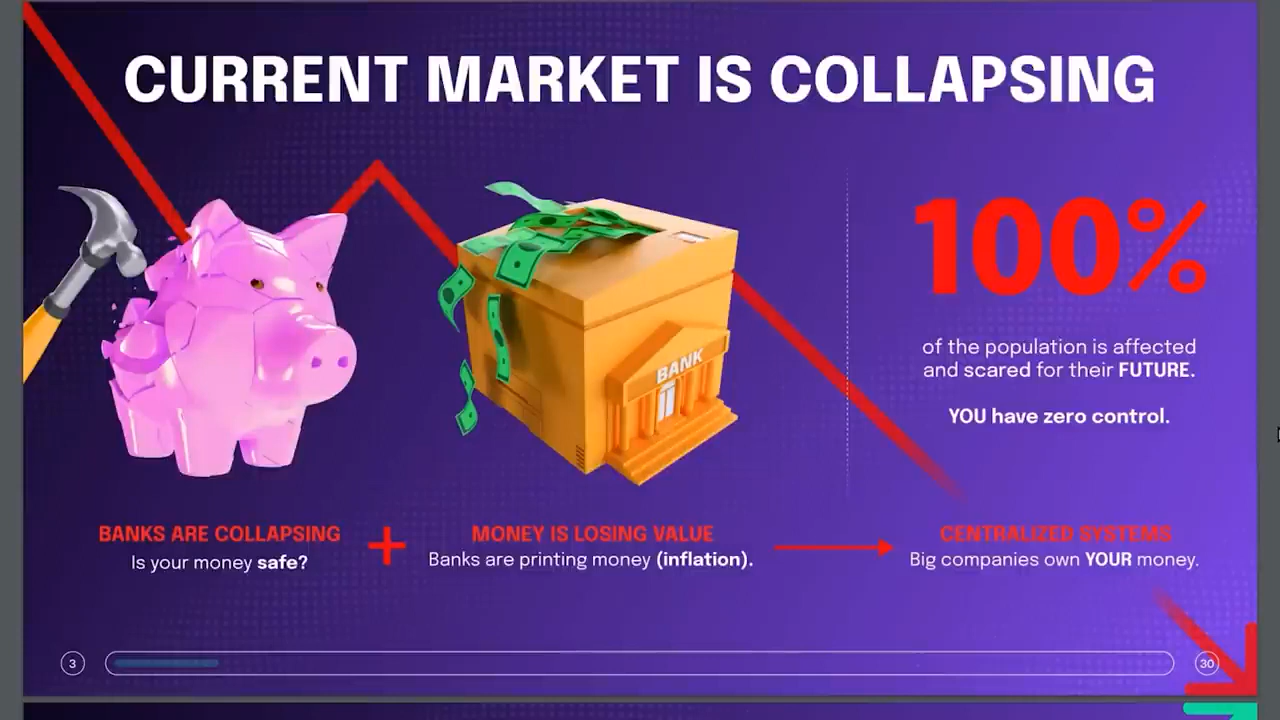 CURRENT MARKET IS COLLAPSING
BANK
100%
of the population is affected
and scared for their FUTURE.
YOU have zero control.
BANKS ARE COLLAPSING
Is your money safe?
MONEY IS LOSING VALUE
Banks are printing money (inflation).
CENTRALIZED SYSTEMS
Big companies own YOUR money.
3
30